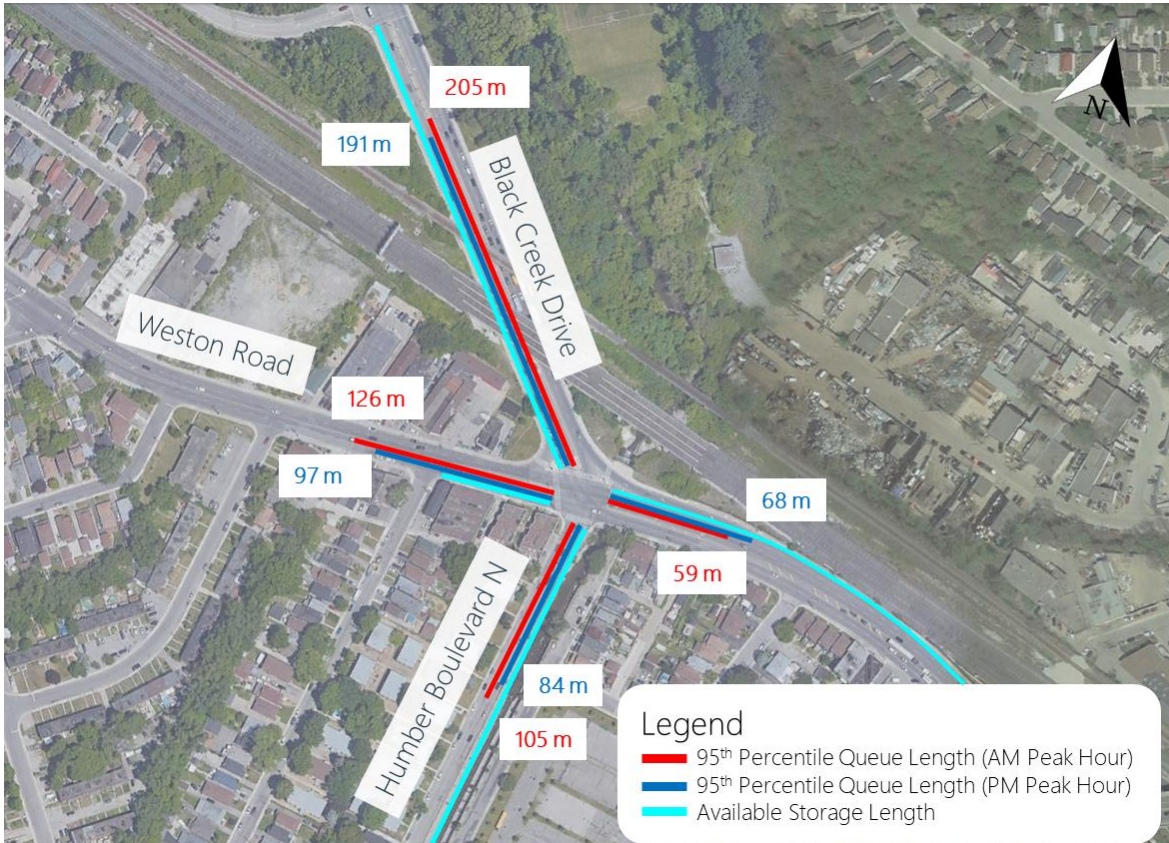 205 m
191 m
Black Creek Drive
Weston Road
126 m
97 m
68 m
59 m
Humber Boulevard N
84 m
105 m
N
Legend
95th Percentile Queue Length (AM Peak Hour)
95th Percentile Queue Length (PM Peak Hour)
Available Storage Length